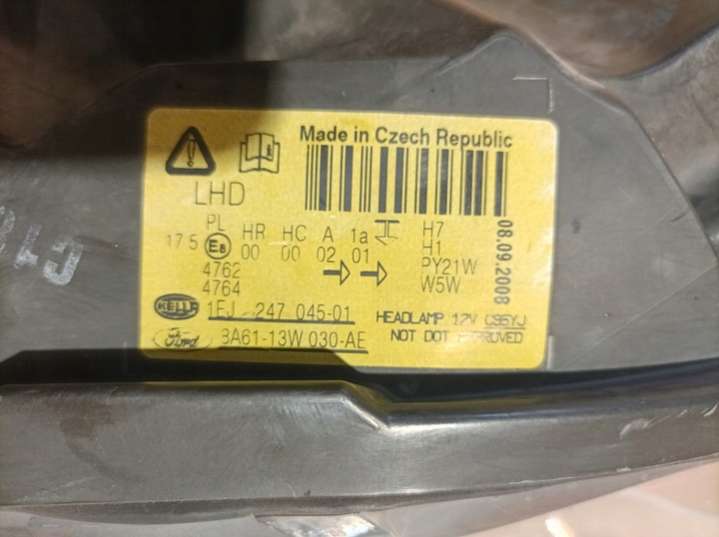 Made in Czech Republic
LHD
PL HR HC A 1a H7
17 5 E8 00 00 02 01 H1
4762 PY21W
4764 W5W
08.09.2008
HELLA 1EJ 247 045-01
HEADLAMP 12V C95YJ
Ford 8A61-13W 030-AE
NOT DOT APPROVED